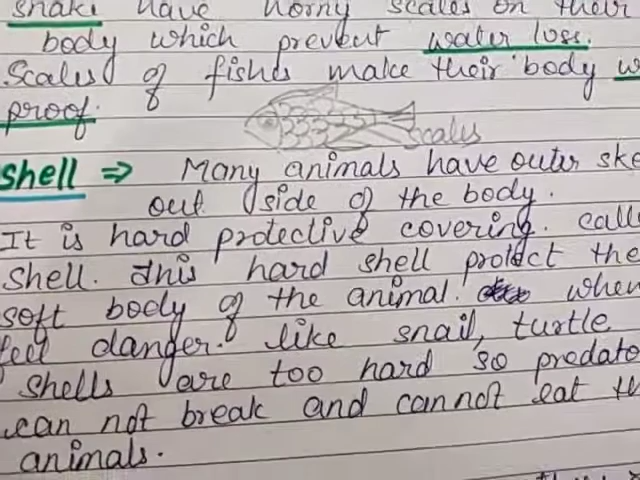 snake have horny scales on their
body which prevent water loss.
Scales of fishes make their body
proof.
scales
shell ⇒ Many animals have outer ske
out side of the body.
It is hard protective covering. call
shell. this hard shell protect the
soft body of the animal. when
feel danger. like snail, turtle
shells are too hard so predato
can not break and cannot eat th
animals.